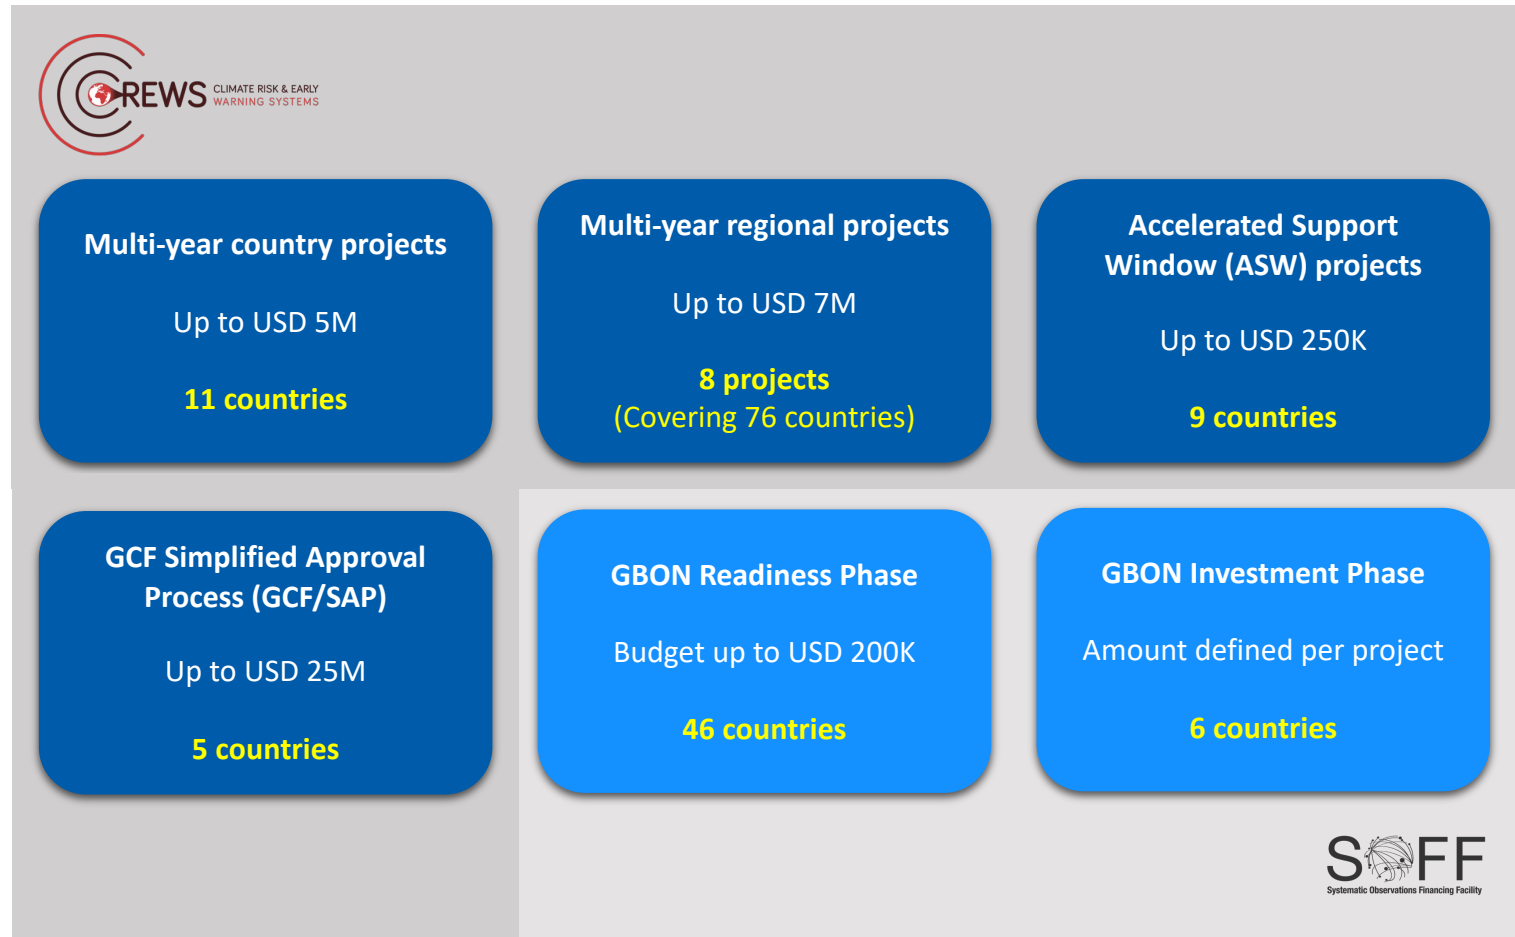 CREWS CLIMATE RISK & EARLY
WARNING SYSTEMS
Multi-year country projects
Up to USD 5M
11 countries
Multi-year regional projects
Up to USD 7M
8 projects
(Covering 76 countries)
Accelerated Support
Window (ASW) projects
Up to USD 250K
9 countries
GCF Simplified Approval
Process (GCF/SAP)
Up to USD 25M
5 countries
GBON Readiness Phase
Budget up to USD 200K
46 countries
GBON Investment Phase
Amount defined per project
6 countries
SOFF
Systematic Observations Financing Facility